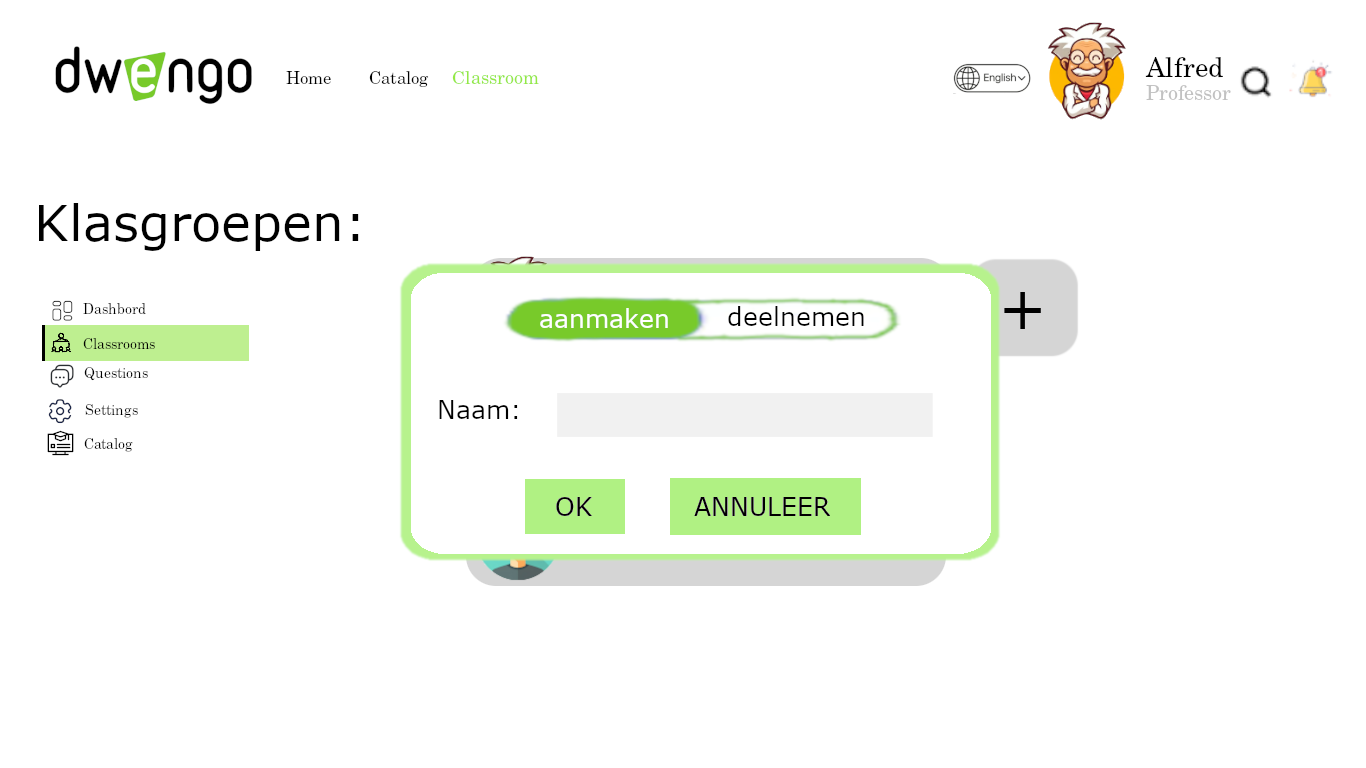 dwengo
Home Catalog Classroom
English
Alfred
Professor
Klasgroepen:
Dashbord
Classrooms
Questions
Settings
Catalog
+
aanmaken deelnemen
Naam:
OK ANNULEER